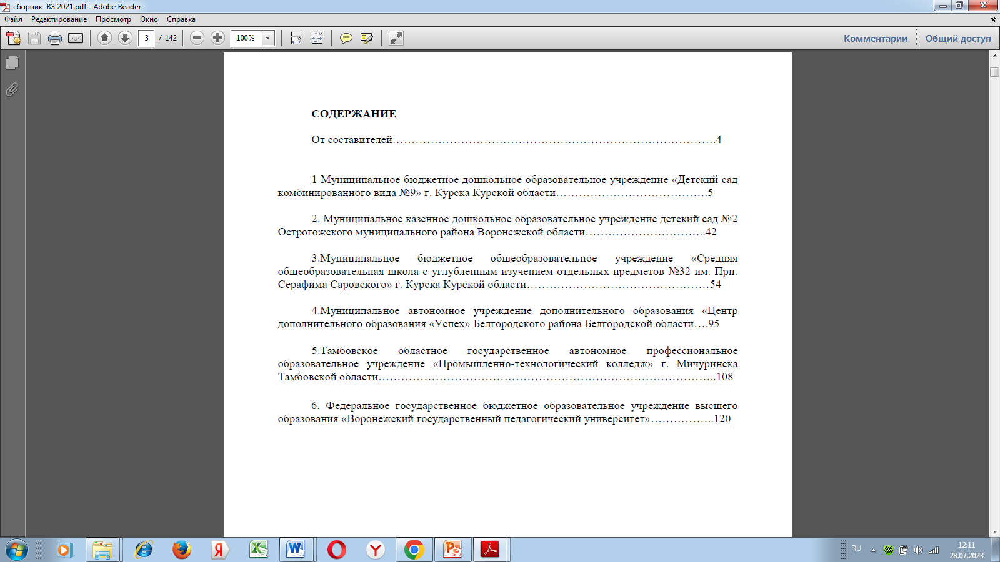 сборник ВЗ 2021.pdf - Adobe Reader
Файл Редактирование Просмотр Окно Справка
3 / 142 100% Комментарии Общий доступ
СОДЕРЖАНИЕ
От составителей……………………………………………………………………………4
1 Муниципальное бюджетное дошкольное образовательное учреждение «Детский сад
комбинированного вида №9» г. Курска Курской области………………………………….5
2. Муниципальное казенное дошкольное образовательное учреждение детский сад №2
Острогожского муниципального района Воронежской области…………………………..42
3.Муниципальное бюджетное общеобразовательное учреждение «Средняя
общеобразовательная школа с углубленным изучением отдельных предметов №32 им. Прп.
Серафима Саровского» г. Курска Курской области…………………………………………54
4.Муниципальное автономное учреждение дополнительного образования «Центр
дополнительного образования «Успех» Белгородского района Белгородской области….95
5.Тамбовское областное государственное автономное профессиональное
образовательное учреждение «Промышленно-технологический колледж» г. Мичуринска
Тамбовской области……………………………………………………………………………..108
6. Федеральное государственное бюджетное образовательное учреждение высшего
образования «Воронежский государственный педагогический университет»……………..120
RU 12:11
28.07.2023